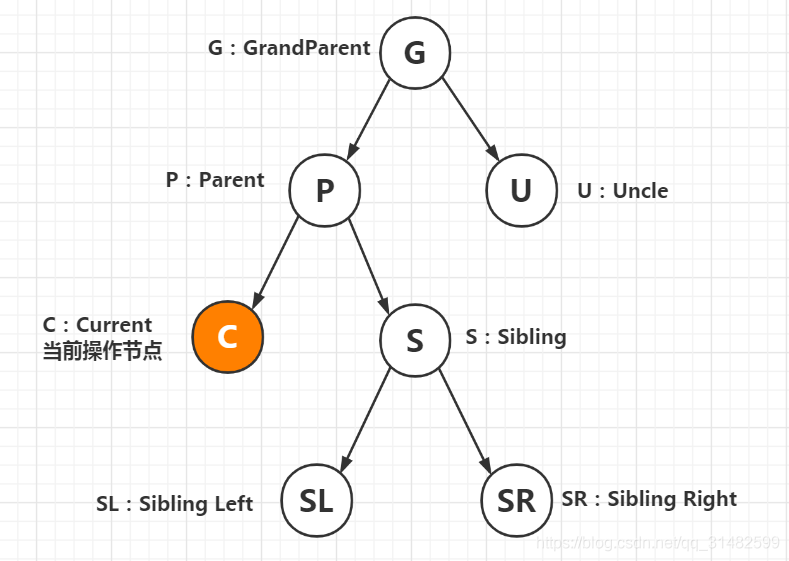 G：GrandParent
G
P：Parent
P
U
U：Uncle
C：Current
当前操作节点
C
S
S：Sibling
SL：Sibling Left
SL
SR
SR：Sibling Right
https://blog.csdn.net/qq_31482599